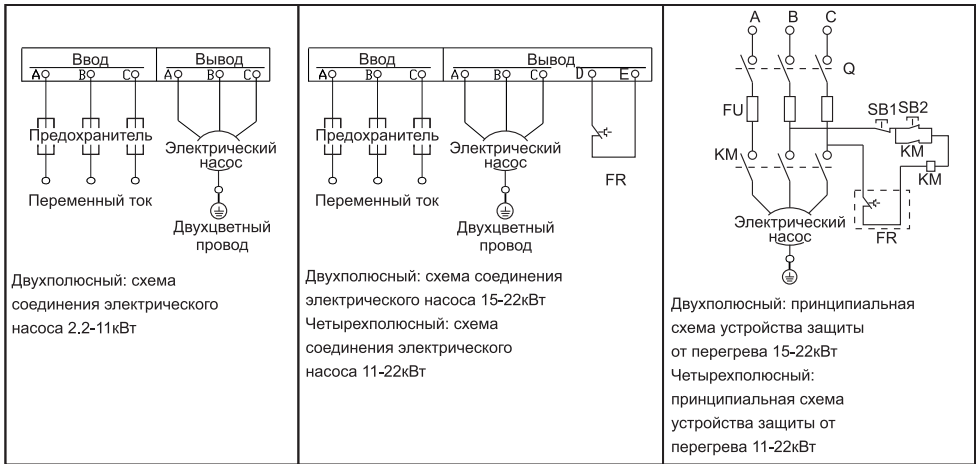 Ввод Вывод
A B C A B C
Предохранитель
Электрический
насос
Переменный ток
Двухцветный
провод
Двухполюсный: схема
соединения электрического
насоса 2.2-11кВт
Ввод Вывод
A B C A B C D E
Предохранитель
Электрический
насос
FR
Переменный ток
Двухцветный
провод
Двухполюсный: схема соединения
электрического насоса 15-22кВт
Четырехполюсный: схема
соединения электрического
насоса 11-22кВт
A B C
Q
FU
SB1 SB2
KM
KM
KM
Электрический
насос
FR
Двухполюсный: принципиальная
схема устройства защиты
от перегрева 15-22кВт
Четырехполюсный:
принципиальная схема
устройства защиты от
перегрева 11-22кВт